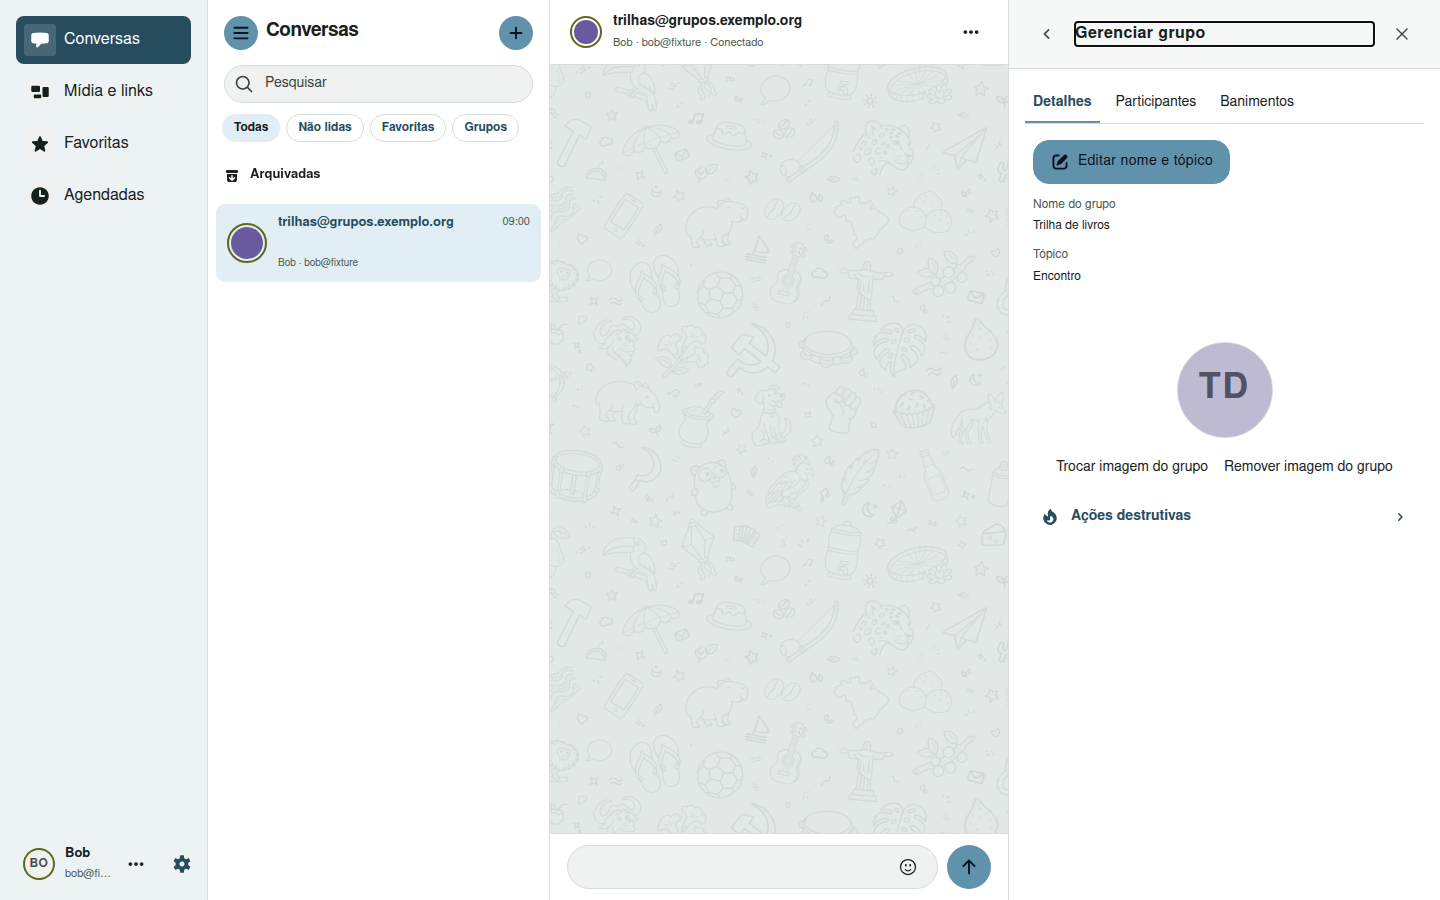 Conversas
Mídia e links
Favoritas
Agendadas
BO
Bob
bob@fi...
Conversas
Pesquisar
Todas
Não lidas
Favoritas
Grupos
Arquivadas
trilhas@grupos.exemplo.org
09:00
Bob · bob@fixture
trilhas@grupos.exemplo.org
Bob · bob@fixture · Conectado
Gerenciar grupo
Detalhes
Participantes
Banimentos
Editar nome e tópico
Nome do grupo
Trilha de livros
Tópico
Encontro
TD
Trocar imagem do grupo
Remover imagem do grupo
Ações destrutivas